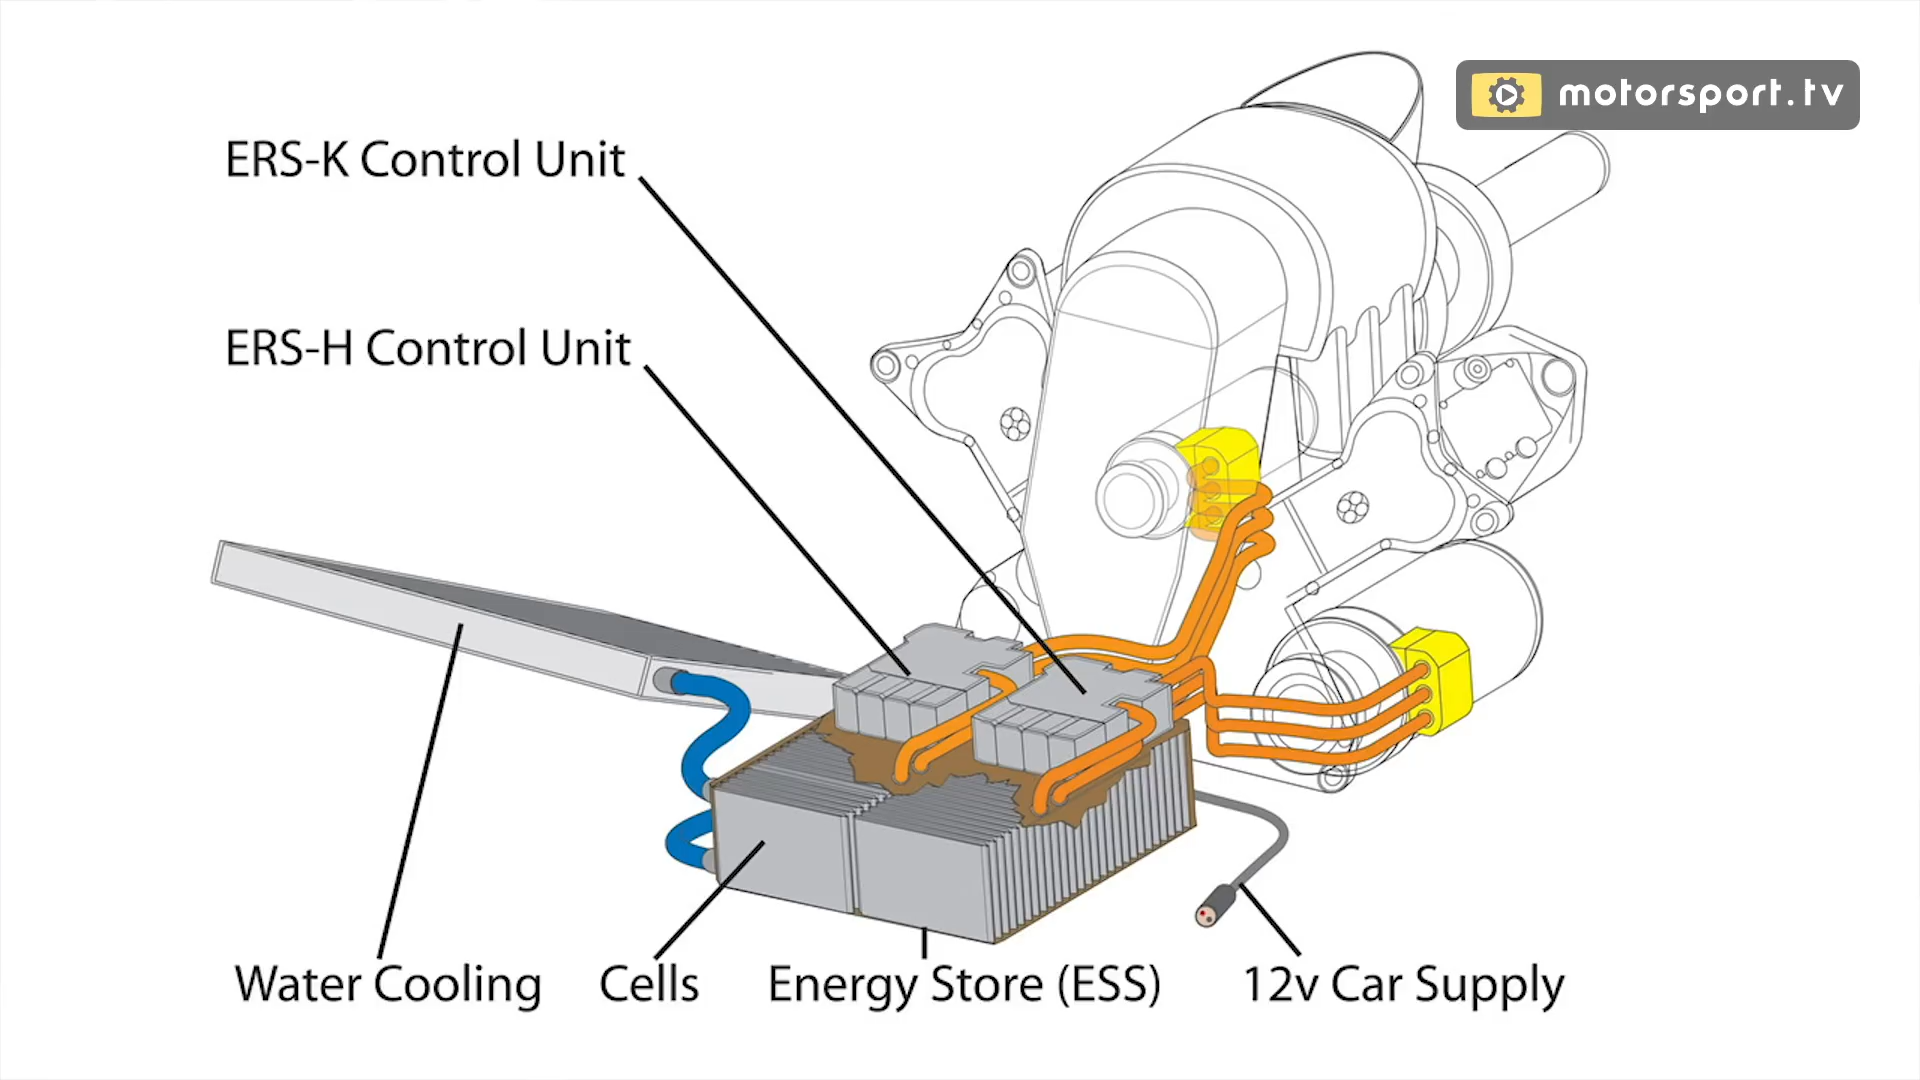 motorsport.tv
ERS-K Control Unit
ERS-H Control Unit
Water Cooling
Cells
Energy Store (ESS)
12v Car Supply